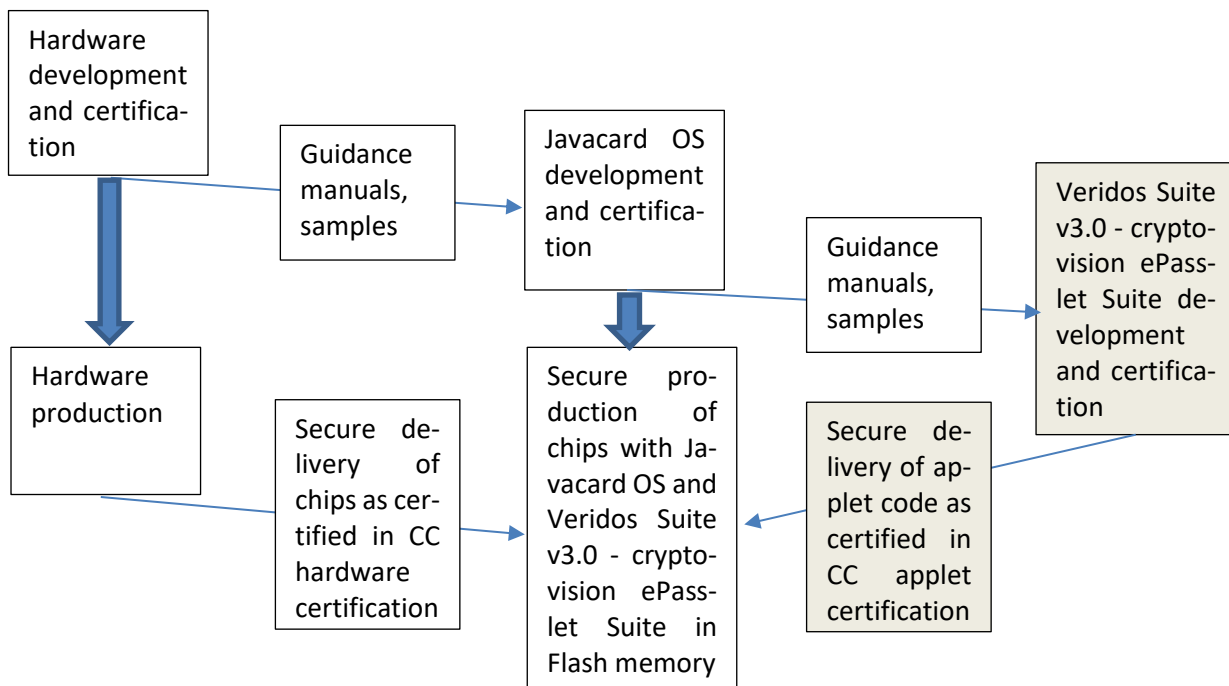 Hardware
development
and certifica-
tion
Guidance
manuals,
samples
Javacard OS
development
and certifica-
tion
Guidance
manuals,
samples
Veridos Suite
v3.0 - crypto-
vision ePass-
let Suite de-
velopment
and certifica-
tion
Hardware
production
Secure de-
livery of
chips as cer-
tified in CC
hardware
certification
Secure pro-
duction of
chips with Ja-
vacard OS and
Veridos Suite
v3.0 - crypto-
vision ePass-
let Suite in
Flash memory
Secure de-
livery of ap-
plet code as
certified in
CC applet
certification